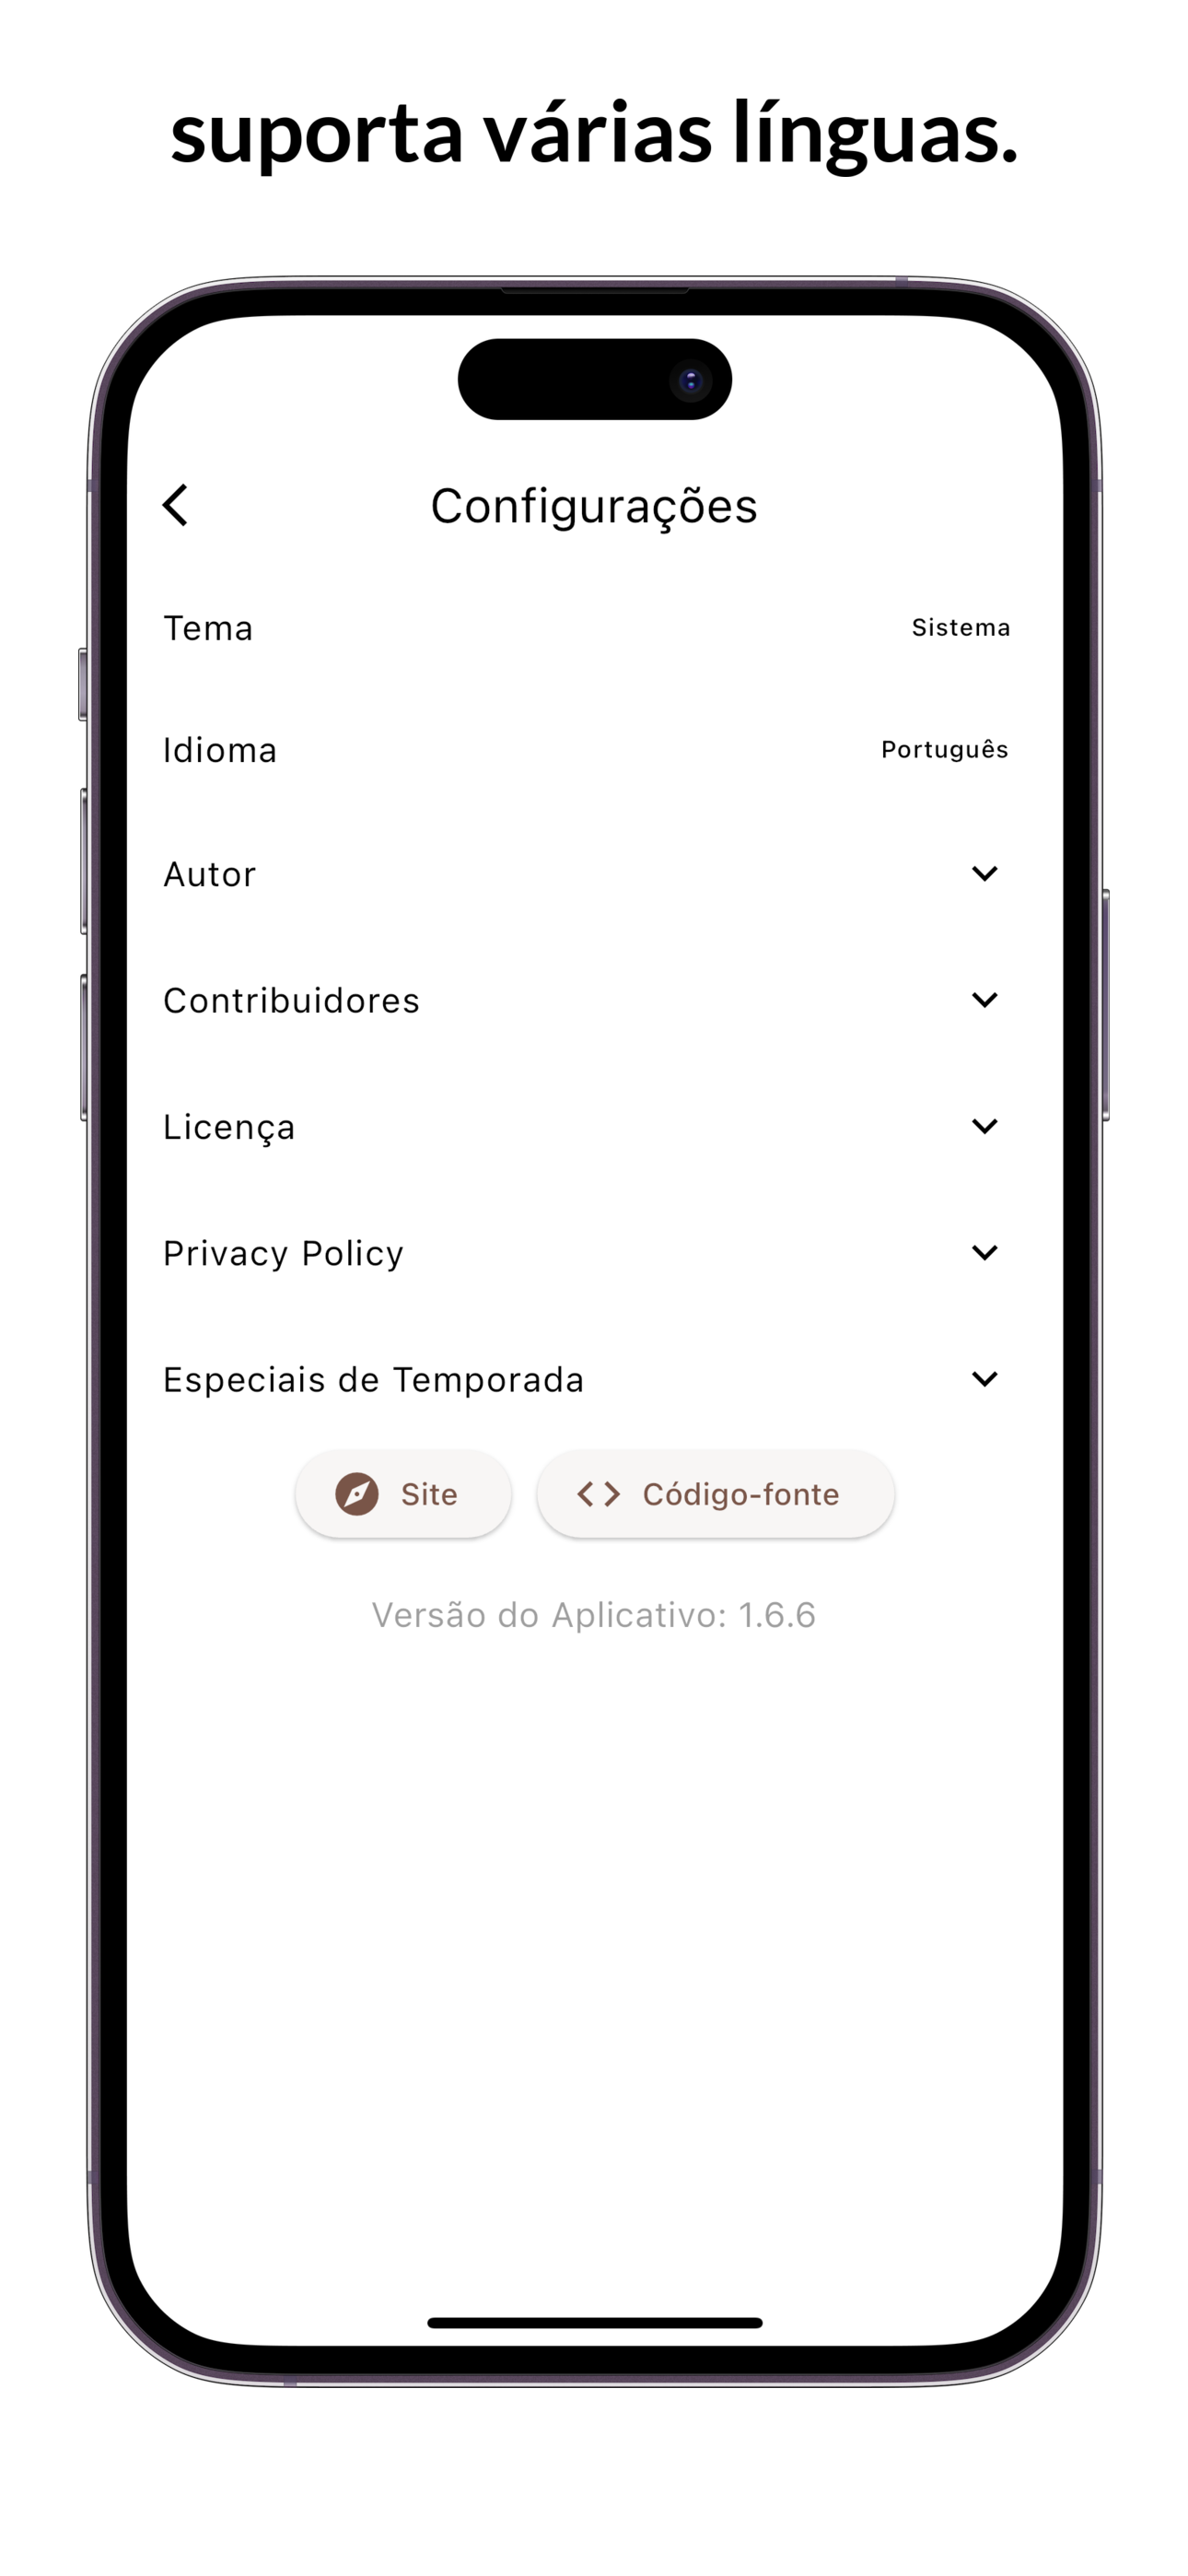 suporta várias línguas.
Configurações
Tema
Sistema
Idioma
Português
Autor
Contribuidores
Licença
Privacy Policy
Especiais de Temporada
Site
Código-fonte
Versão do Aplicativo: 1.6.6